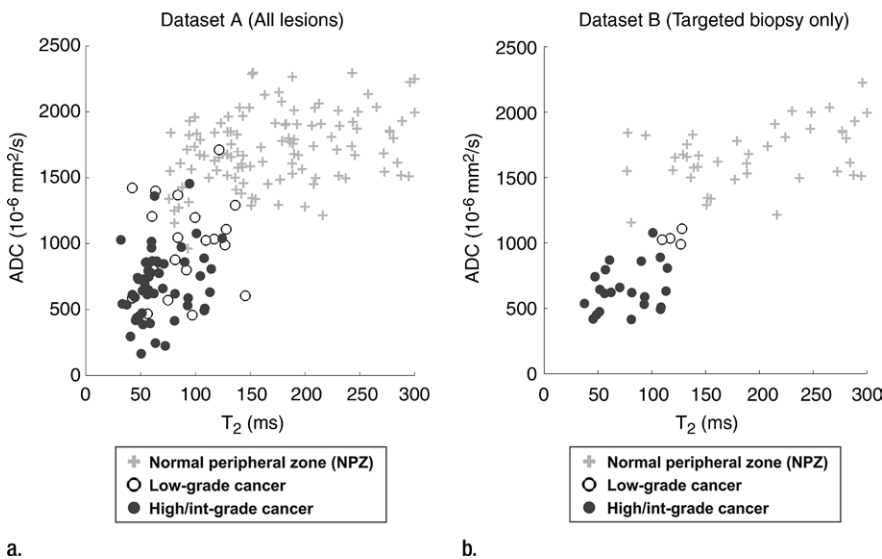 Dataset A (All lesions)
2500
2000
1500
1000
500
0
ADC (10-6 mm2/s)
0 50 100 150 200 250 300
T2 (ms)
Normal peripheral zone (NPZ)
Low-grade cancer
High/int-grade cancer
a.
Dataset B (Targeted biopsy only)
2500
2000
1500
1000
500
0
ADC (10-6 mm2/s)
0 50 100 150 200 250 300
T2 (ms)
Normal peripheral zone (NPZ)
Low-grade cancer
High/int-grade cancer
b.